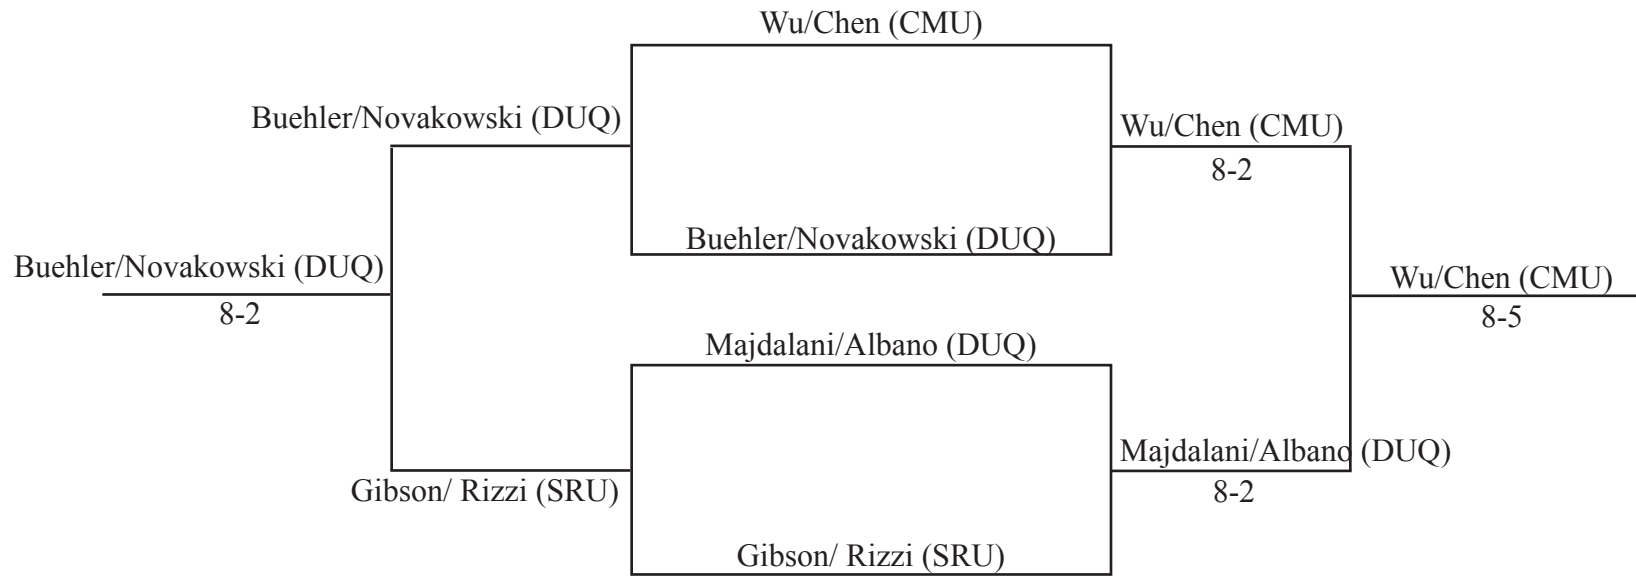 Wu/Chen (CMU)
Buehler/Novakowski (DUQ)
Wu/Chen (CMU)
8-2
Buehler/Novakowski (DUQ)
Buehler/Novakowski (DUQ)
8-2
Wu/Chen (CMU)
8-5
Majdalani/Albano (DUQ)
Majdalani/Albano (DUQ)
8-2
Gibson/ Rizzi (SRU)
Gibson/ Rizzi (SRU)